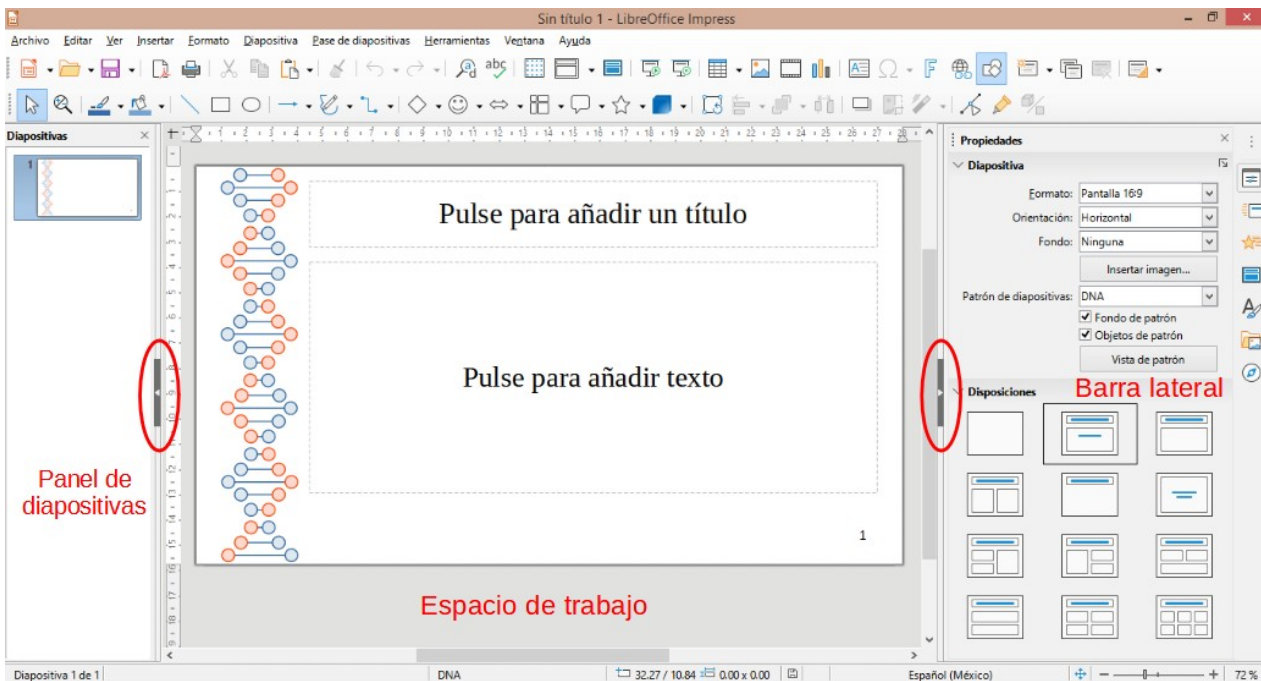 Sin título 1 - LibreOffice Impress
Archivo Editar Ver Insertar Formato Diapositiva Pase de diapositivas Herramientas Ventana Ayuda
Diapositivas
1
Pulse para añadir un título
Pulse para añadir texto
1
Panel de
diapositivas
Espacio de trabajo
Propiedades
Diapositiva
Formato: Pantalla 16:9
Orientación: Horizontal
Fondo: Ninguna
Insertar imagen...
Patrón de diapositivas: DNA
Fondo de patrón
Objetos de patrón
Vista de patrón
Barra lateral
Disposiciones
Diapositiva 1 de 1 DNA 32.27 / 10.84 0.00 x 0.00 Español (México) 72 %